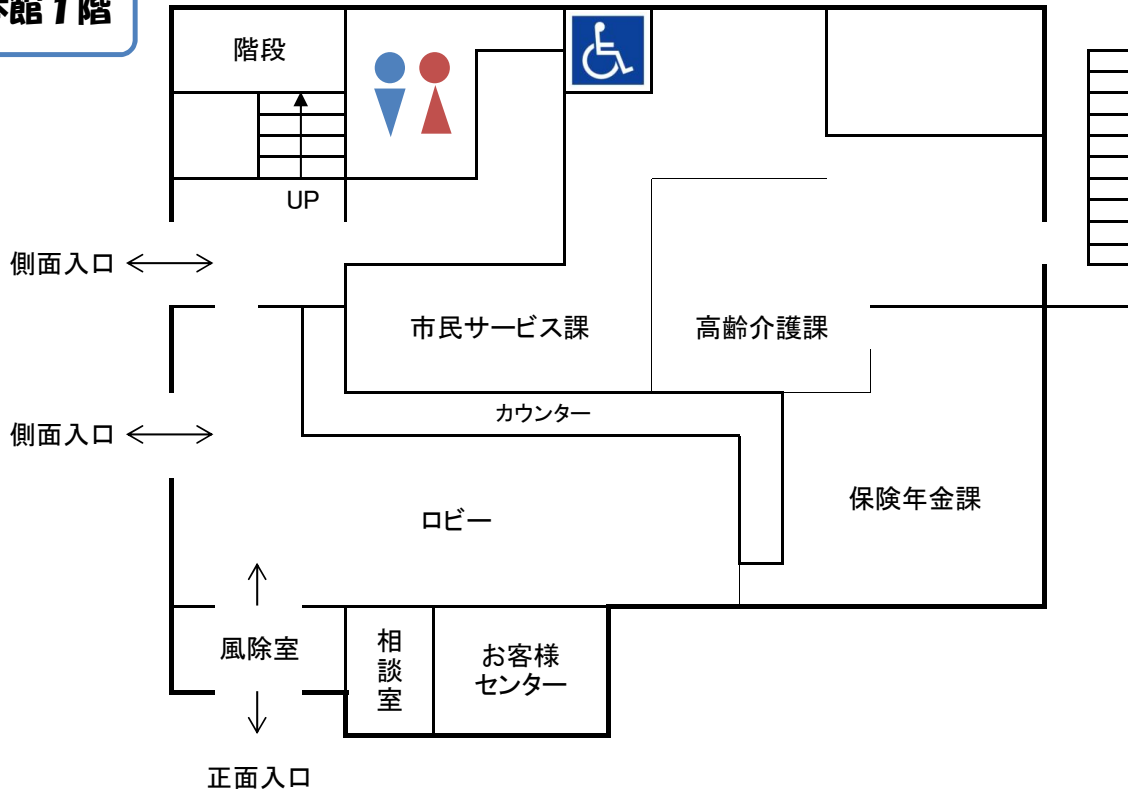 本館1階
階段
UP
側面入口
市民サービス課
高齢介護課
カウンター
側面入口
保険年金課
ロビー
風除室
相談室
お客様
センター
正面入口